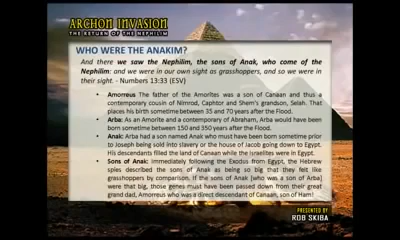 ARCHON INVASION
THE RETURN OF THE NEPHILIM
WHO WERE THE ANAKIM?
And there we saw the Nephilim, the sons of Anak, who come of the
Nephilim: and we were in our own sight as grasshoppers, and so we were in
their sight. - Numbers 13:33 (ESV)
• Amorreus The father of the Amorites was a son of Canaan and thus a
contemporary cousin of Nimrod, Caphtor and Shem's grandson, Selah. That
places his birth sometime between 35 and 70 years after the Flood.
• Arba: As an Amorite and a contemporary of Abraham, Arba would have been
born sometime between 150 and 350 years after the Flood.
• Anak: Arba had a son named Anak who must have been born sometime prior
to Joseph being sold into slavery or the house of Jacob going down to Egypt.
His descendants filled the land of Canaan while the Israelites were in Egypt.
• Sons of Anak: Immediately following the Exodus from Egypt, the Hebrew
spies described the sons of Anak as being so big that they felt like
grasshoppers by comparison. If the sons of Anak [who was a son of Arba]
were that big, those genes must have been passed down from their great
grand dad, Amorreus who was a direct descendant of Canaan, son of Ham!
PRESENTED BY
ROB SKIBA